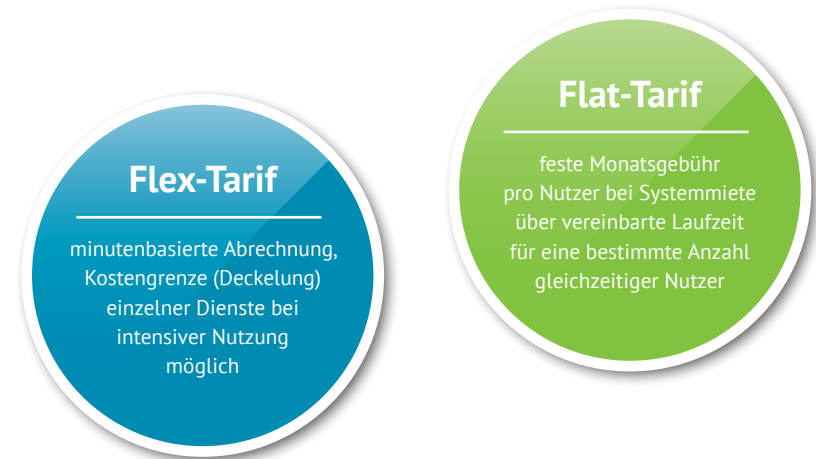 Flex-Tarif
minutenbasierte Abrechnung,
Kostengrenze (Deckelung)
einzelner Dienste bei
intensiver Nutzung
möglich
Flat-Tarif
feste Monatsgebühr
pro Nutzer bei Systemmiete
über vereinbarte Laufzeit
für eine bestimmte Anzahl
gleichzeitiger Nutzer